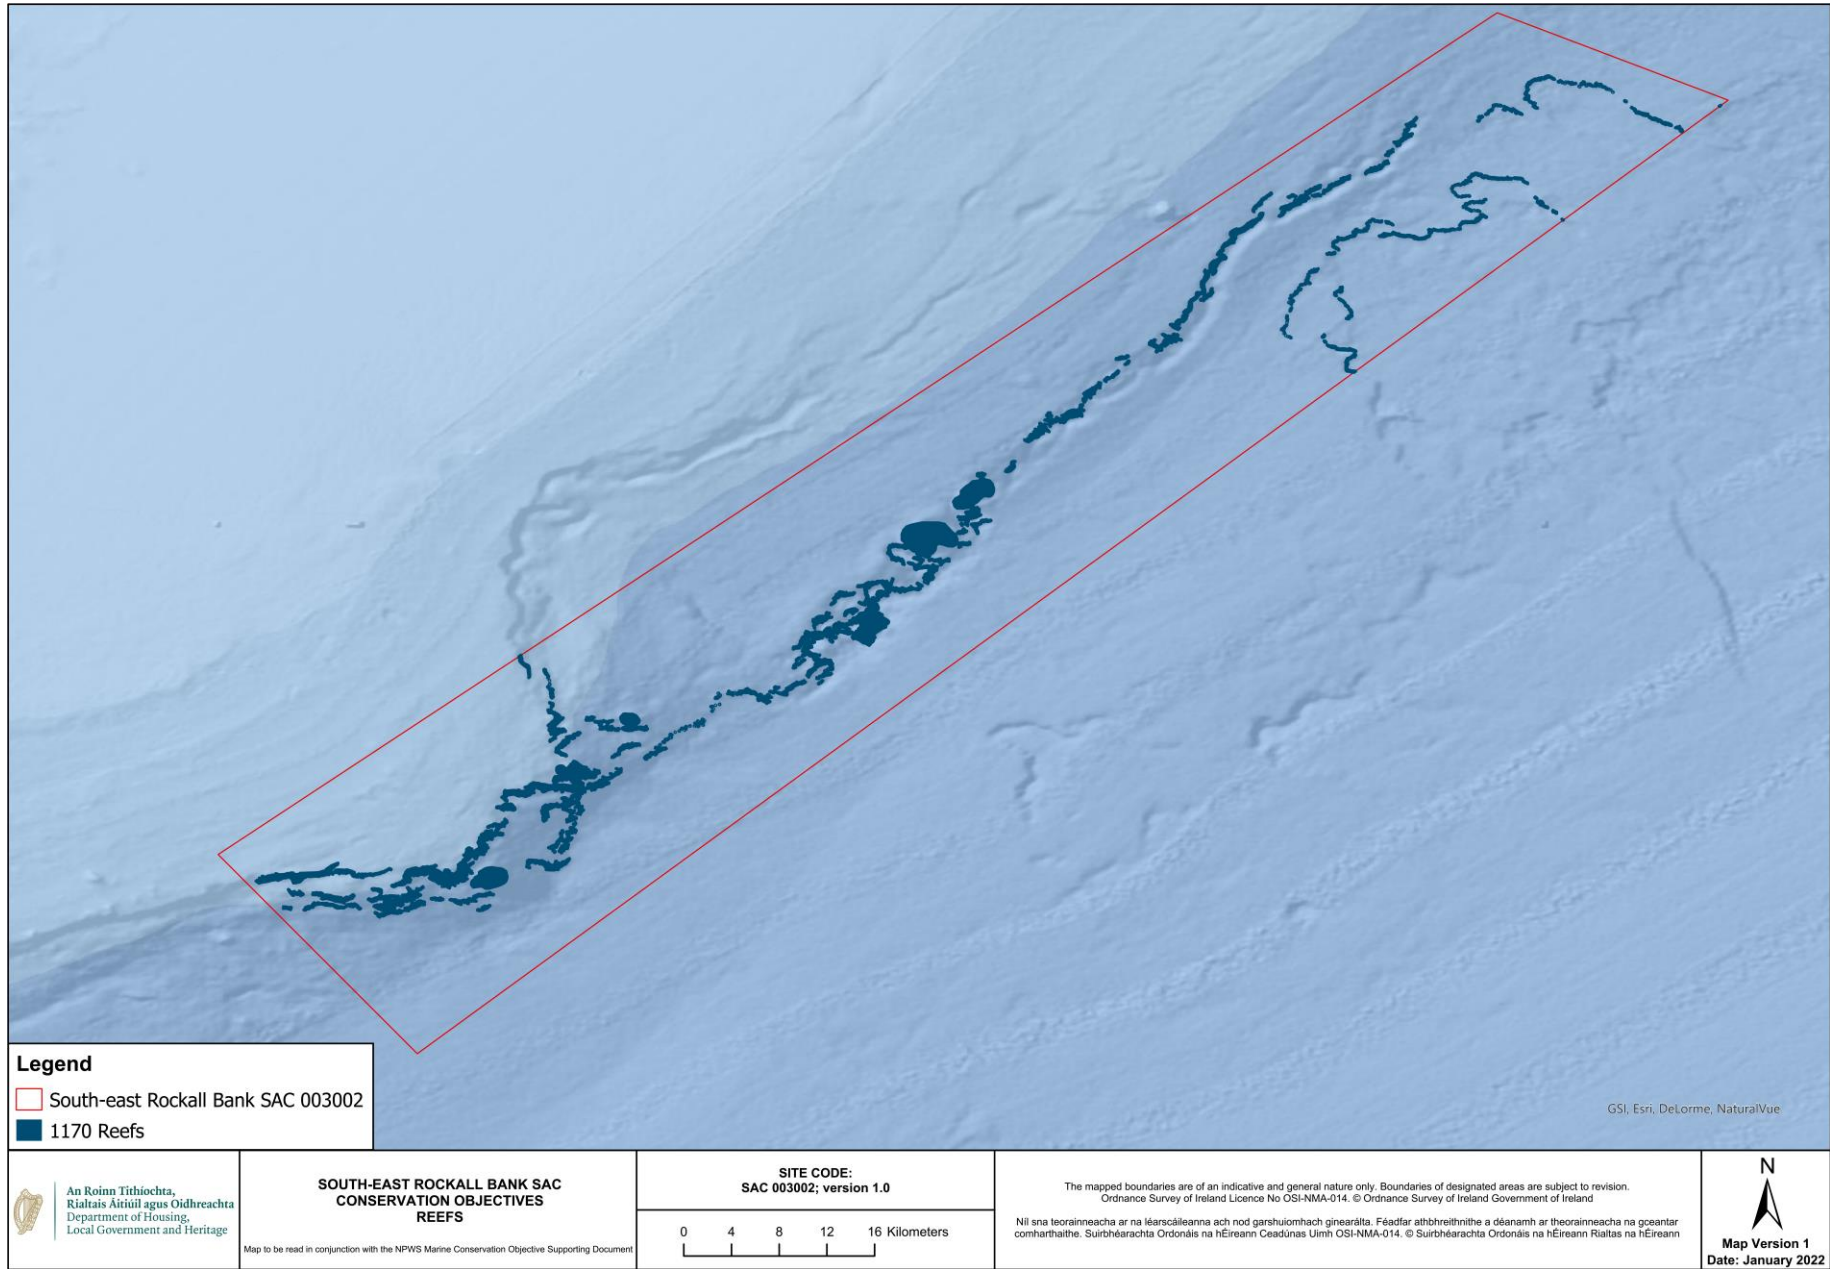 GSI, Esri, DeLorme, NaturalVue
Legend
South-east Rockall Bank SAC 003002
1170 Reefs
An Roinn Tithíochta,
Rialtais Áitiúil agus Oidhreachta
Department of Housing,
Local Government and Heritage
SOUTH-EAST ROCKALL BANK SAC
CONSERVATION OBJECTIVES
REEFS
Map to be read in conjunction with the NPWS Marine Conservation Objective Supporting Document
SITE CODE:
SAC 003002; version 1.0
0 4 8 12 16 Kilometers
The mapped boundaries are of an indicative and general nature only. Boundaries of designated areas are subject to revision.
Ordnance Survey of Ireland Licence No OSI-NMA-014. © Ordnance Survey of Ireland Government of Ireland
Níl sna teorainneacha ar na léarscáileanna ach nod garshuiomhach ginearálta. Féadfar athbhreithnithe a déanamh ar theorainneacha na gceantar
comharthaithe. Suirbhéarachta Ordonáis na hÉireann Ceadúnas Uimh OSI-NMA-014. © Suirbhéarachta Ordonáis na hÉireann Rialtas na hÉireann
N
Map Version 1
Date: January 2022